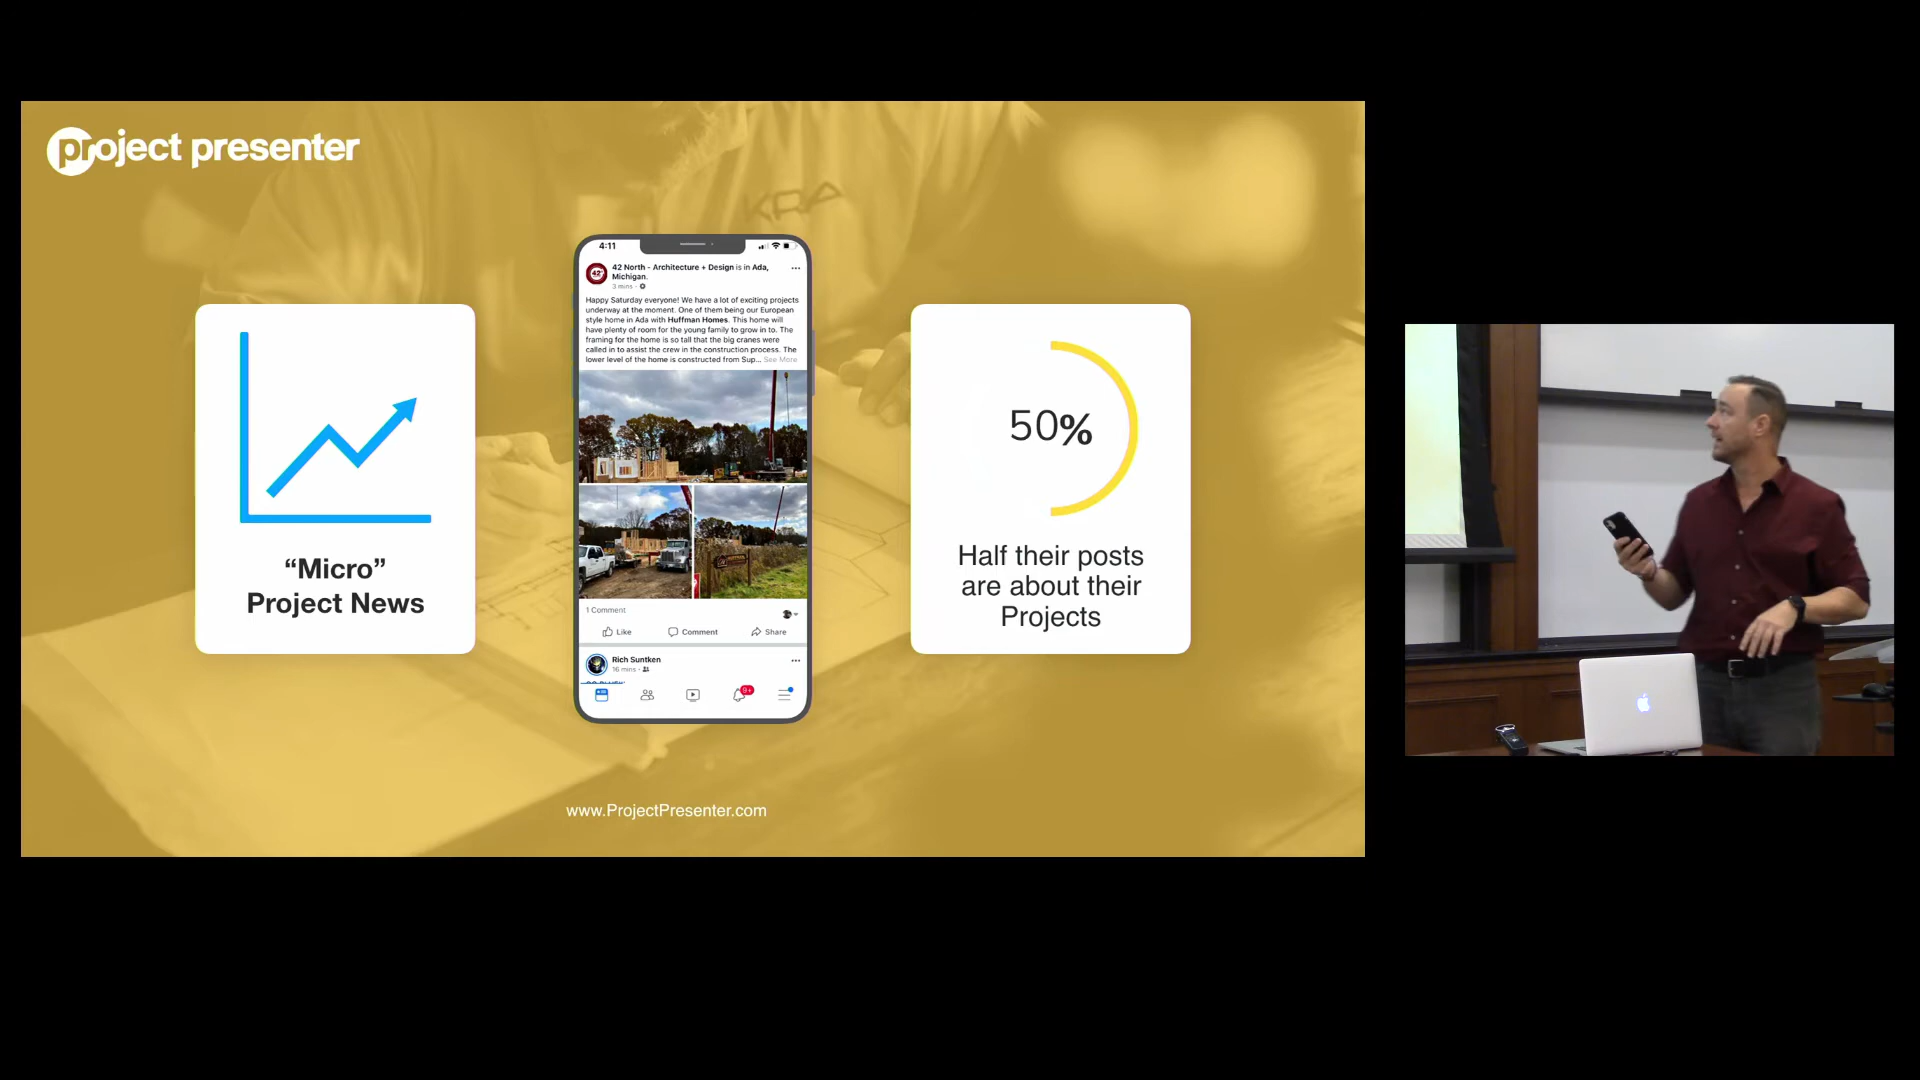 project presenter
KRA
"Micro"
Project News
4:11
42 North - Architecture + Design is in Ada,
Michigan.
3 mins ·
Happy Saturday everyone! We have a lot of exciting projects
underway at the moment. One of them being our European
style home in Ada with Huffman Homes. This home will
have plenty of room for the young family to grow in to. The
framing for the home is so tall that the big cranes were
called in to assist the crew in the construction process. The
lower level of the home is constructed from Sup... See More
1 Comment
Like Comment Share
Rich Suntken
16 mins ·
9+
50%
Half their posts
are about their
Projects
www.ProjectPresenter.com